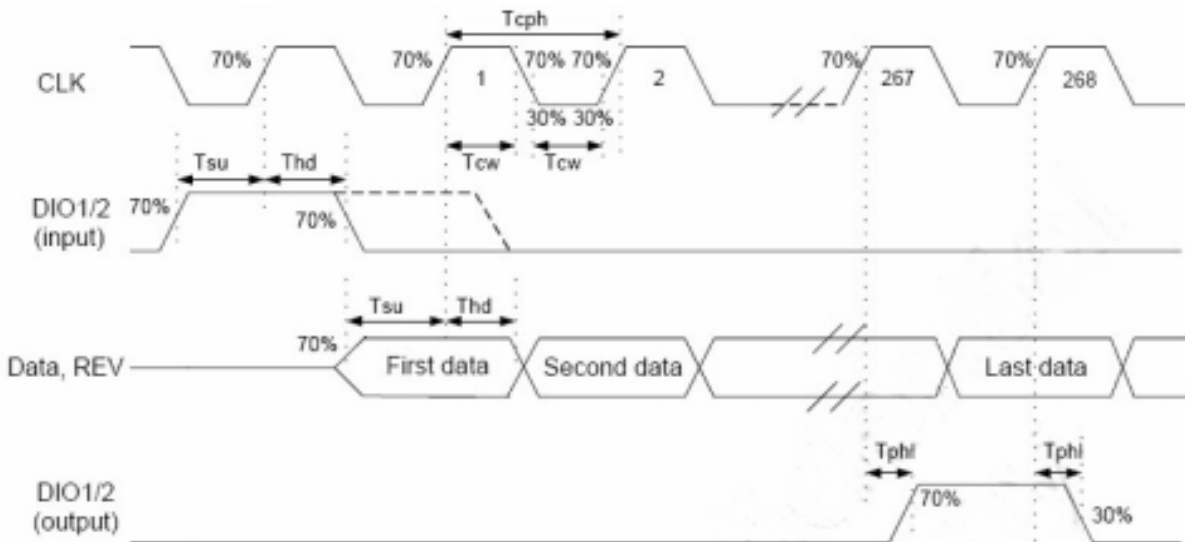 Tcph
70% 70% 70% 70% 70% 70%
CLK 1 2 267 268
30% 30%
Tsu Thd Tcw Tcw
70% 70%
DIO1/2
(input)
Tsu Thd
70%
Data, REV First data Second data Last data
Tphl Tphl
DIO1/2
(output)
70% 30%